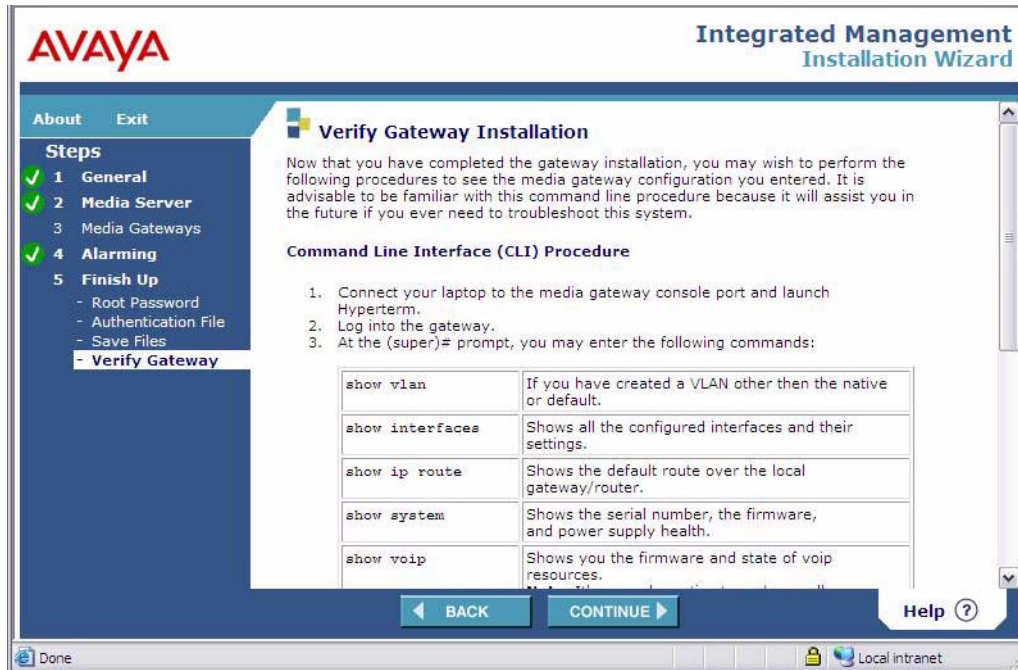 AVAYA
Integrated Management
Installation Wizard
About Exit
Steps
1 General
2 Media Server
3 Media Gateways
4 Alarming
5 Finish Up
- Root Password
- Authentication File
- Save Files
- Verify Gateway
Verify Gateway Installation
Now that you have completed the gateway installation, you may wish to perform the
following procedures to see the media gateway configuration you entered. It is
advisable to be familiar with this command line procedure because it will assist you in
the future if you ever need to troubleshoot this system.
Command Line Interface (CLI) Procedure
1. Connect your laptop to the media gateway console port and launch
Hyperterm.
2. Log into the gateway.
3. At the (super)# prompt, you may enter the following commands:
show vlan
If you have created a VLAN other then the native
or default.
show interfaces
Shows all the configured interfaces and their
settings.
show ip route
Shows the default route over the local
gateway/router.
show system
Shows the serial number, the firmware,
and power supply health.
show voip
Shows you the firmware and state of voip
resources.
BACK
CONTINUE
Help ?
Done
Local intranet